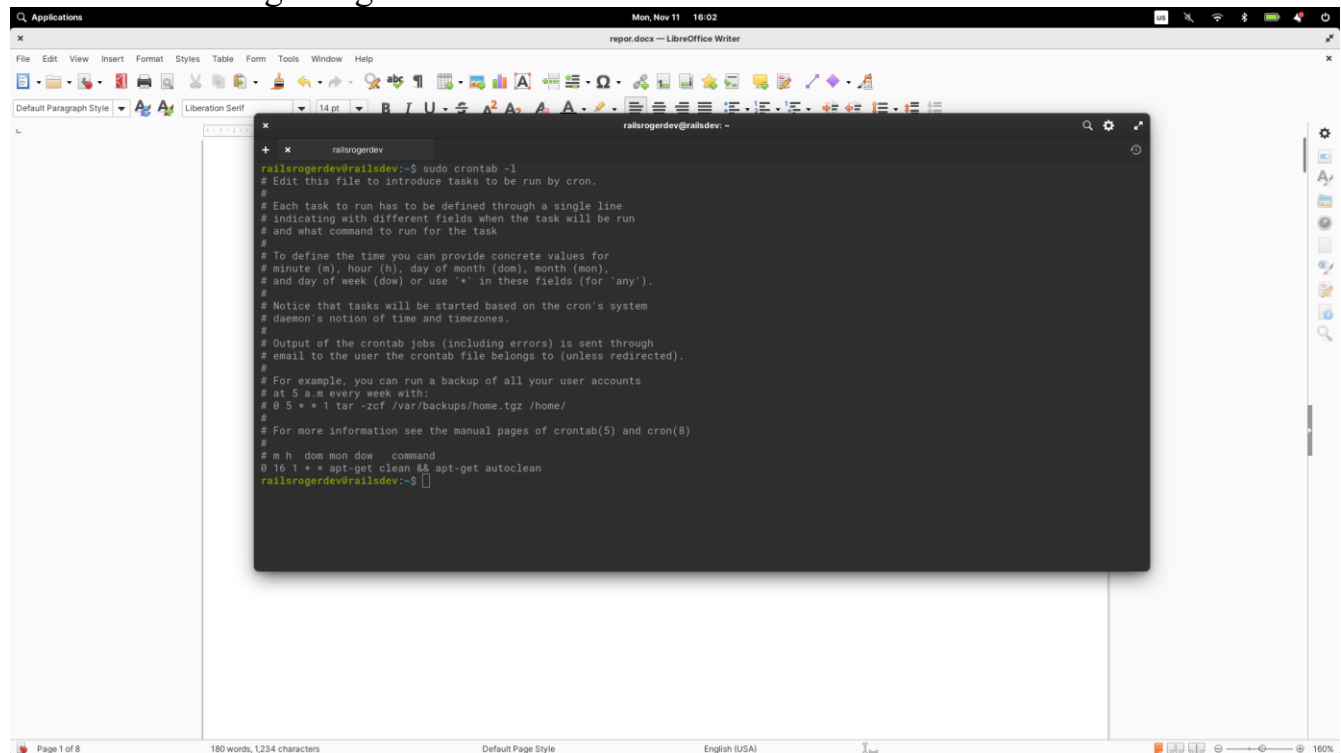 Applications
Mon, Nov 11 16:02
us
repor.docx — LibreOffice Writer
File Edit View Insert Format Styles Table Form Tools Window Help
Default Paragraph Style
Liberation Serif
14 pt
railsrogerdev@railsdev: ~
railsrogerdev
railsrogerdev@railsdev:~$ sudo crontab -l
# Edit this file to introduce tasks to be run by cron.
#
# Each task to run has to be defined through a single line
# indicating with different fields when the task will be run
# and what command to run for the task
#
# To define the time you can provide concrete values for
# minute (m), hour (h), day of month (dom), month (mon),
# and day of week (dow) or use '*' in these fields (for 'any').
#
# Notice that tasks will be started based on the cron's system
# daemon's notion of time and timezones.
#
# Output of the crontab jobs (including errors) is sent through
# email to the user the crontab file belongs to (unless redirected).
#
# For example, you can run a backup of all your user accounts
# at 5 a.m every week with:
# 0 5 * * 1 tar -zcf /var/backups/home.tgz /home/
#
# For more information see the manual pages of crontab(5) and cron(8)
#
# m h  dom mon dow   command
0 16 1 * * apt-get clean && apt-get autoclean
railsrogerdev@railsdev:~$
Page 1 of 8
180 words, 1,234 characters
Default Page Style
English (USA)
160%